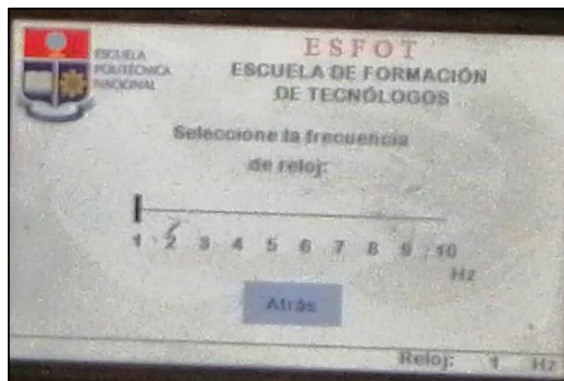 ESCUELA
POLITÉCNICA
NACIONAL
ESFOT
ESCUELA DE FORMACIÓN
DE TECNÓLOGOS
Seleccione la frecuencia
de reloj:
1 2 3 4 5 6 7 8 9 10
Hz
Atrás
Reloj: 1 Hz